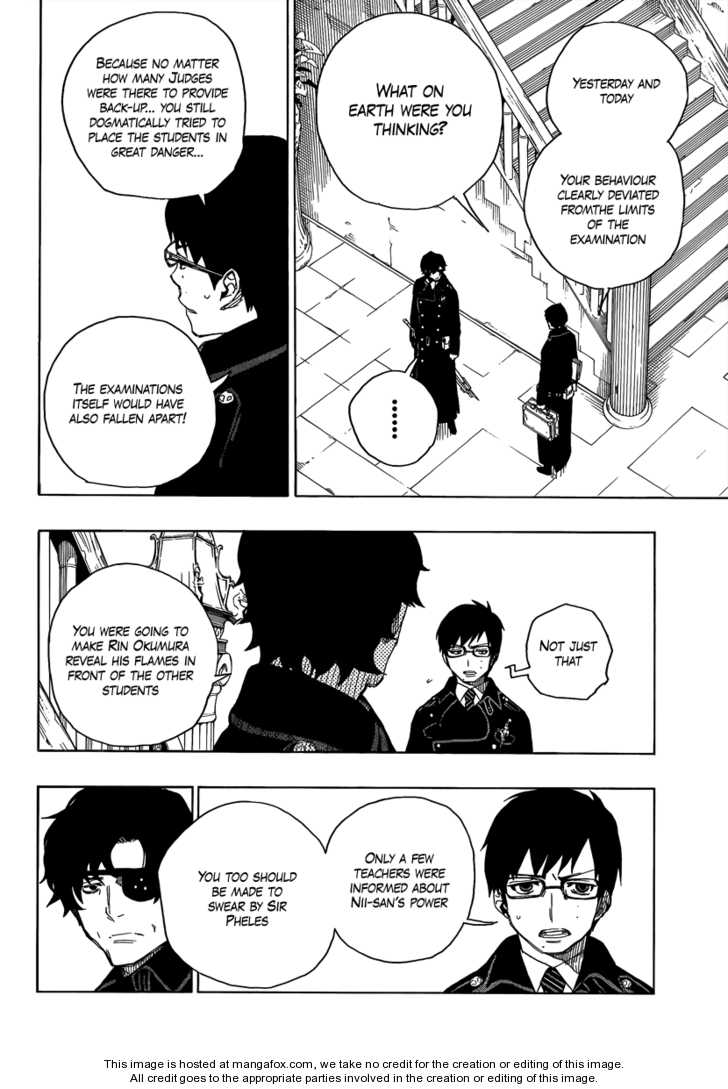 YESTERDAY AND
TODAY
YOUR BEHAVIOUR
CLEARLY DEVIATED
FROMTHE LIMITS
OF THE
EXAMINATION
WHAT ON
EARTH WERE YOU
THINKING?
......
BECAUSE NO MATTER
HOW MANY JUDGES
WERE THERE TO PROVIDE
BACK-UP... YOU STILL
DOGMATICALLY TRIED TO
PLACE THE STUDENTS IN
GREAT DANGER...
THE EXAMINATIONS
ITSELF WOULD HAVE
ALSO FALLEN APART!
NOT JUST
THAT
YOU WERE GOING TO
MAKE RIN OKUMURA
REVEAL HIS FLAMES IN
FRONT OF THE OTHER
STUDENTS
ONLY A FEW
TEACHERS WERE
INFORMED ABOUT
NII-SAN'S POWER
YOU TOO SHOULD
BE MADE TO
SWEAR BY SIR
PHELES
This image is hosted at mangafox.com, we take no credit for the creation or editing of this image.
All credit goes to the appropriate parties involved in the creation or editing of this image.